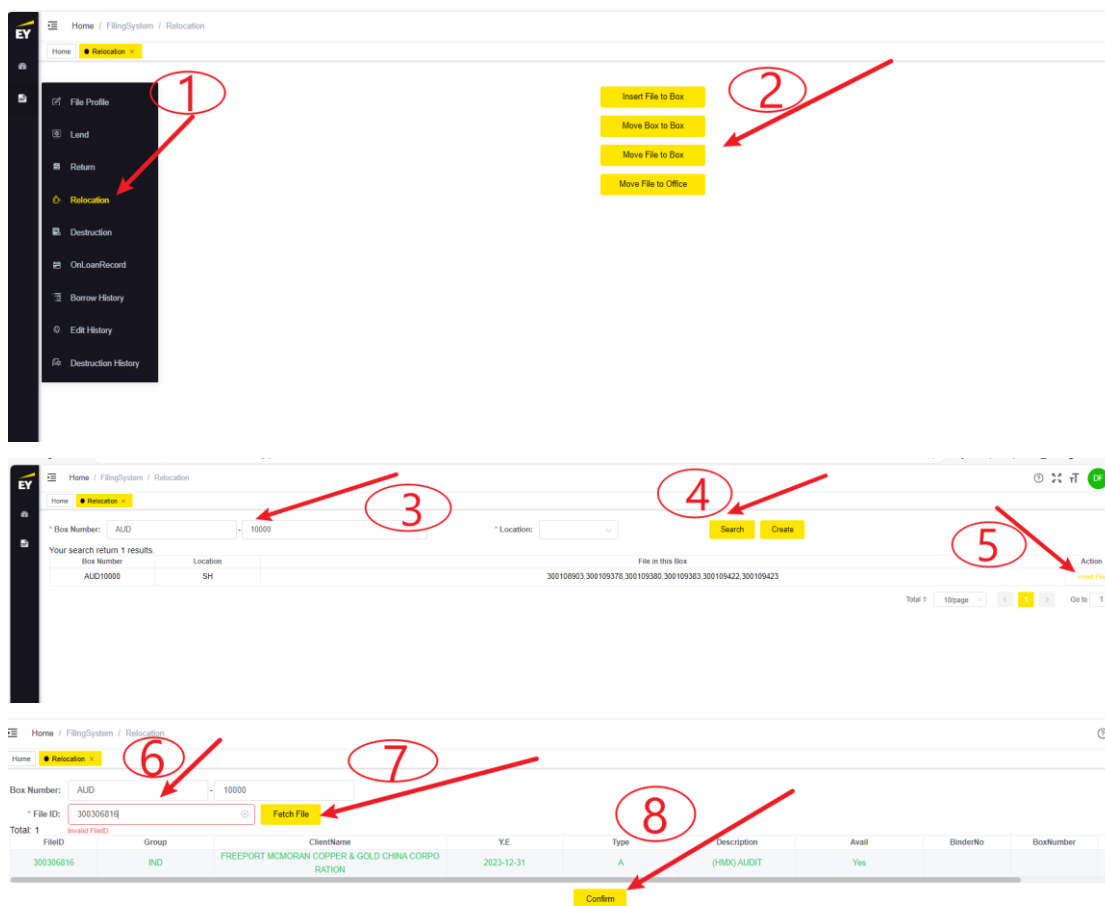 EY
Home / FilingSystem / Relocation
Home Relocation ×
1
2
File Profile
Lend
Return
Relocation
Destruction
OnLoanRecord
Borrow History
Edit History
Destruction History
Insert File to Box
Move Box to Box
Move File to Box
Move File to Office
EY
Home / FilingSystem / Relocation
DF
Home Relocation ×
3
4
5
* Box Number: AUD - 10000 * Location: Search Create
Your search return 1 results.
Box Number Location File in this Box Action
AUD10000 SH 300108903,300109378,300109380,300109383,300109422,300109423 Insert File
Total 1 10/page < 1 > Go to 1
Home / FilingSystem / Relocation
Home Relocation ×
6
7
8
Box Number: AUD - 10000
* File ID: 300306816 Fetch File
Total: 1 Invalid FileID.
FileID Group ClientName Y.E Type Description Avail BinderNo BoxNumber
300306816 IND FREEPORT MCMORAN COPPER & GOLD CHINA CORPO 2023-12-31 A (HMX) AUDIT Yes
RATION
Confirm